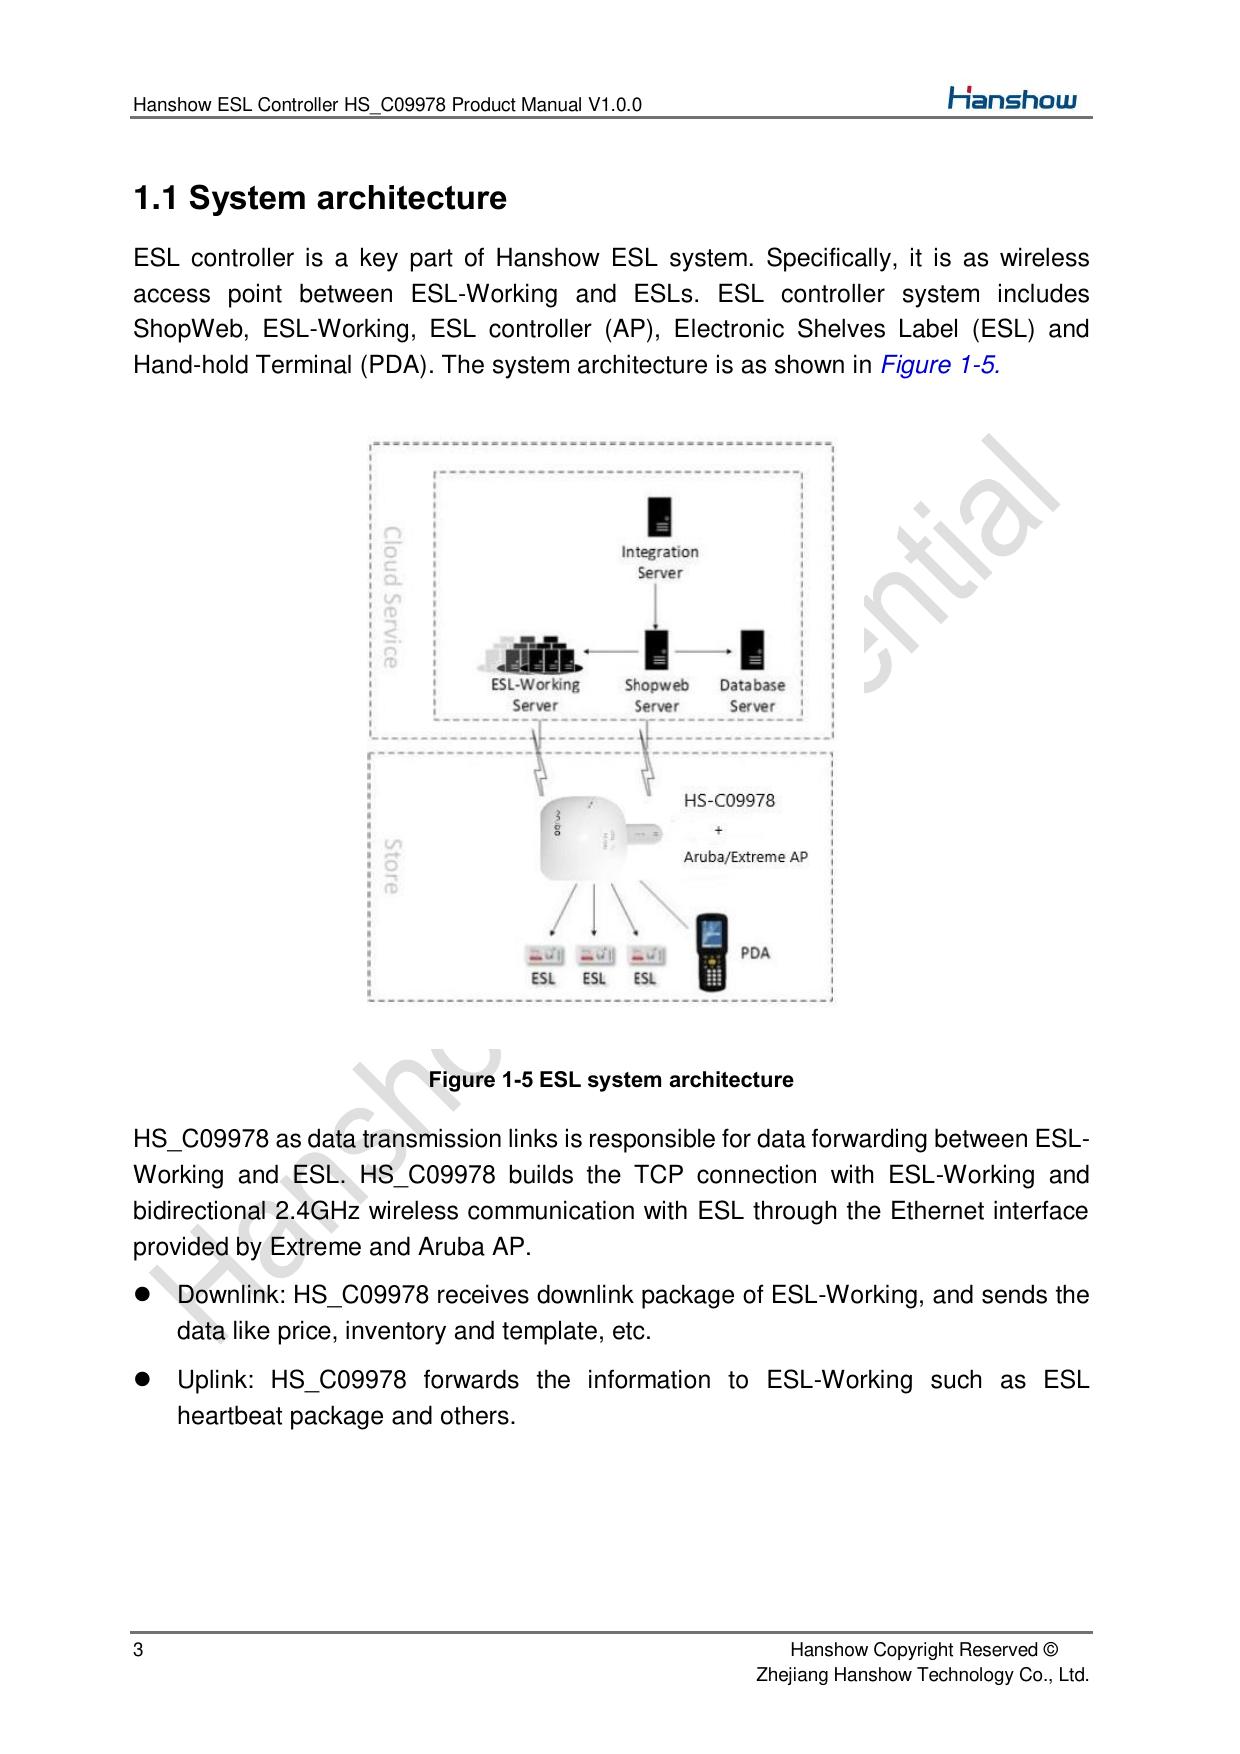 Hanshow ESL Controller HS_C09978 Product Manual V1.0.0
Hanshow
1.1 System architecture
ESL controller is a key part of Hanshow ESL system. Specifically, it is as wireless
access point between ESL-Working and ESLs. ESL controller system includes
ShopWeb, ESL-Working, ESL controller (AP), Electronic Shelves Label (ESL) and
Hand-hold Terminal (PDA). The system architecture is as shown in Figure 1-5.
Cloud Service
Integration
Server
ESL-Working
Server
Shopweb
Server
Database
Server
Store
HS-C09978
+
Aruba/Extreme AP
ESL
ESL
ESL
PDA
Figure 1-5 ESL system architecture
HS_C09978 as data transmission links is responsible for data forwarding between ESL-
Working and ESL. HS_C09978 builds the TCP connection with ESL-Working and
bidirectional 2.4GHz wireless communication with ESL through the Ethernet interface
provided by Extreme and Aruba AP.
● Downlink: HS_C09978 receives downlink package of ESL-Working, and sends the
data like price, inventory and template, etc.
● Uplink: HS_C09978 forwards the information to ESL-Working such as ESL
heartbeat package and others.
3
Hanshow Copyright Reserved ©
Zhejiang Hanshow Technology Co., Ltd.